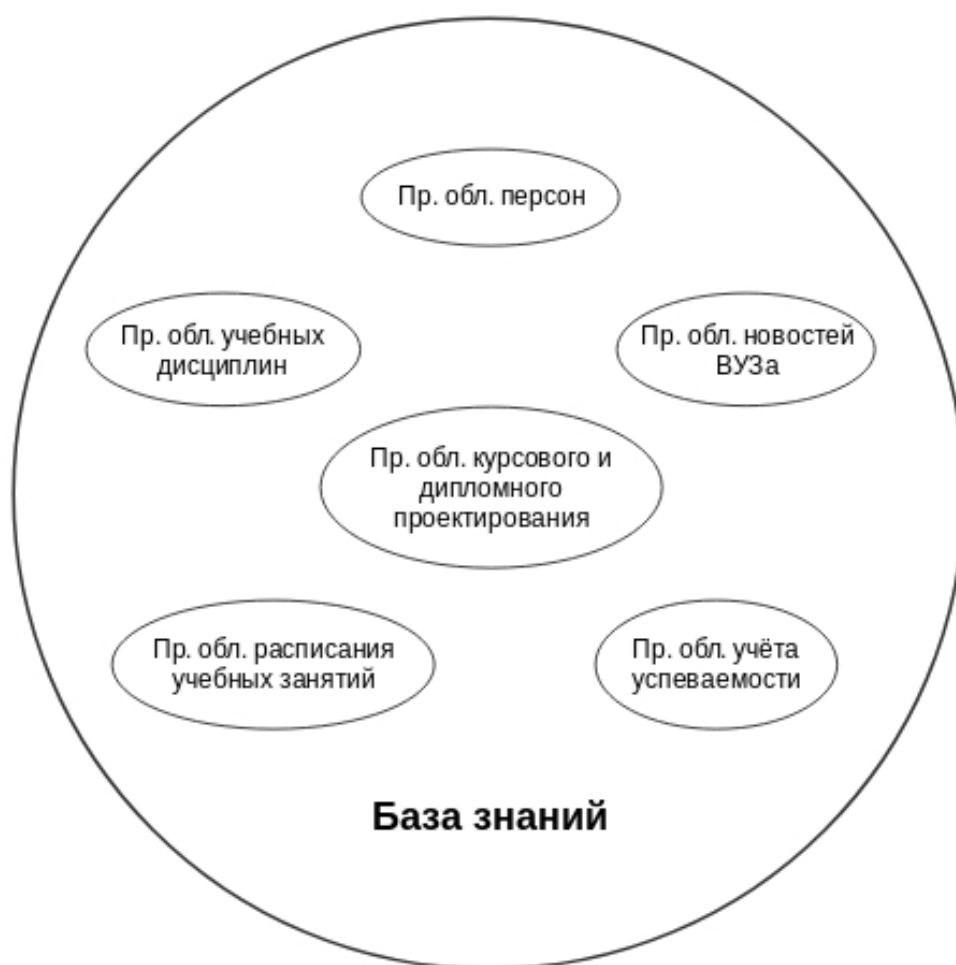 Пр. обл. персон
Пр. обл. учебных
дисциплин
Пр. обл. новостей
ВУЗа
Пр. обл. курсового и
дипломного
проектирования
Пр. обл. расписания
учебных занятий
Пр. обл. учёта
успеваемости
База знаний